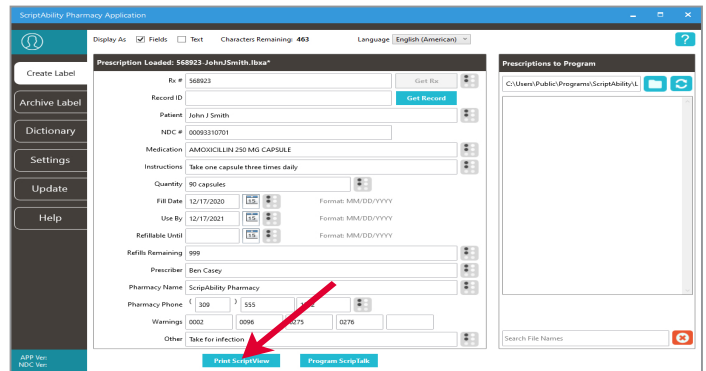 ScriptAbility Pharmacy Application
Display As Fields Text Characters Remaining: 463 Language English (American)
?
Create Label
Archive Label
Dictionary
Settings
Update
Help
APP Ver:
NDC Ver:
Prescription Loaded: 568923-JohnJSmith.lbxa*
Rx # 568923 Get Rx
Record ID Get Record
Patient John J Smith
NDC # 00093310701
Medication AMOXICILLIN 250 MG CAPSULE
Instructions Take one capsule three times daily
Quantity 90 capsules
Fill Date 12/17/2020 15 Format: MM/DD/YYYY
Use By 12/17/2021 15 Format: MM/DD/YYYY
Refillable Until 15 Format: MM/DD/YYYY
Refills Remaining 999
Prescriber Ben Casey
Pharmacy Name ScripAbility Pharmacy
Pharmacy Phone ( 309 ) 555
Warnings 0002 0096 0275 0276
Other Take for infection
Print ScriptView Program ScripTalk
Prescriptions to Program
C:\Users\Public\Programs\ScriptAbility\L
Search File Names